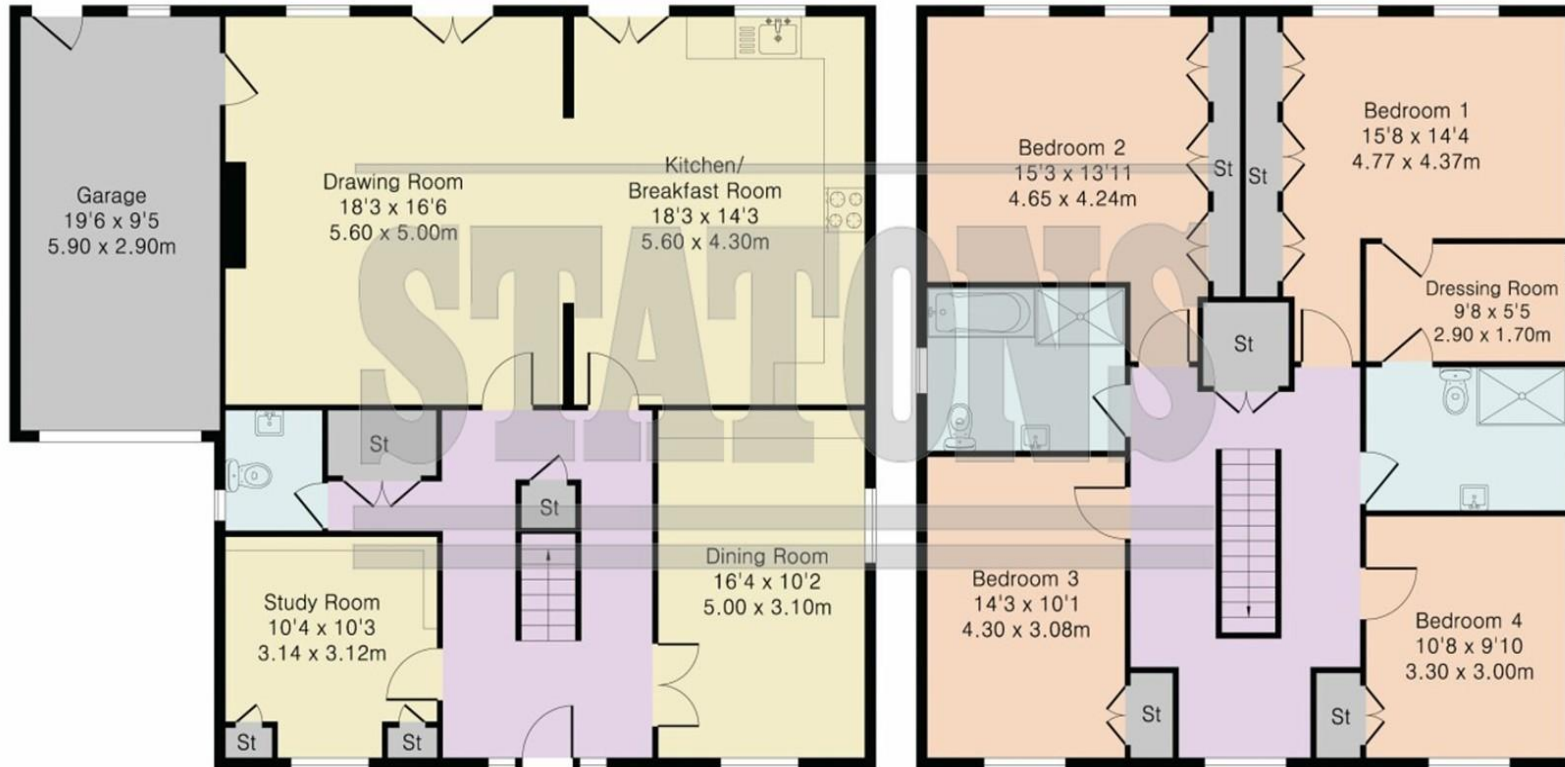 Garage
19'6 x 9'5
5.90 x 2.90m
Drawing Room
18'3 x 16'6
5.60 x 5.00m
Kitchen/
Breakfast Room
18'3 x 14'3
5.60 x 4.30m
St
St
Study Room
10'4 x 10'3
3.14 x 3.12m
St
St
Dining Room
16'4 x 10'2
5.00 x 3.10m
Bedroom 2
15'3 x 13'11
4.65 x 4.24m
St
St
Bedroom 1
15'8 x 14'4
4.77 x 4.37m
Dressing Room
9'8 x 5'5
2.90 x 1.70m
St
Bedroom 3
14'3 x 10'1
4.30 x 3.08m
St
St
Bedroom 4
10'8 x 9'10
3.30 x 3.00m
STATONS